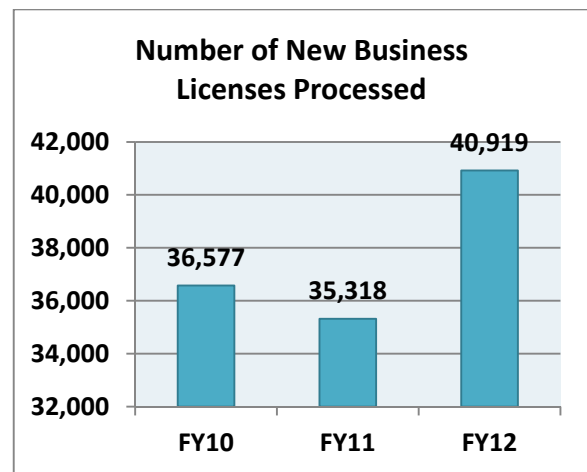 Number of New Business
Licenses Processed
42,000
40,000
38,000
36,000
34,000
32,000
36,577
35,318
40,919
FY10
FY11
FY12